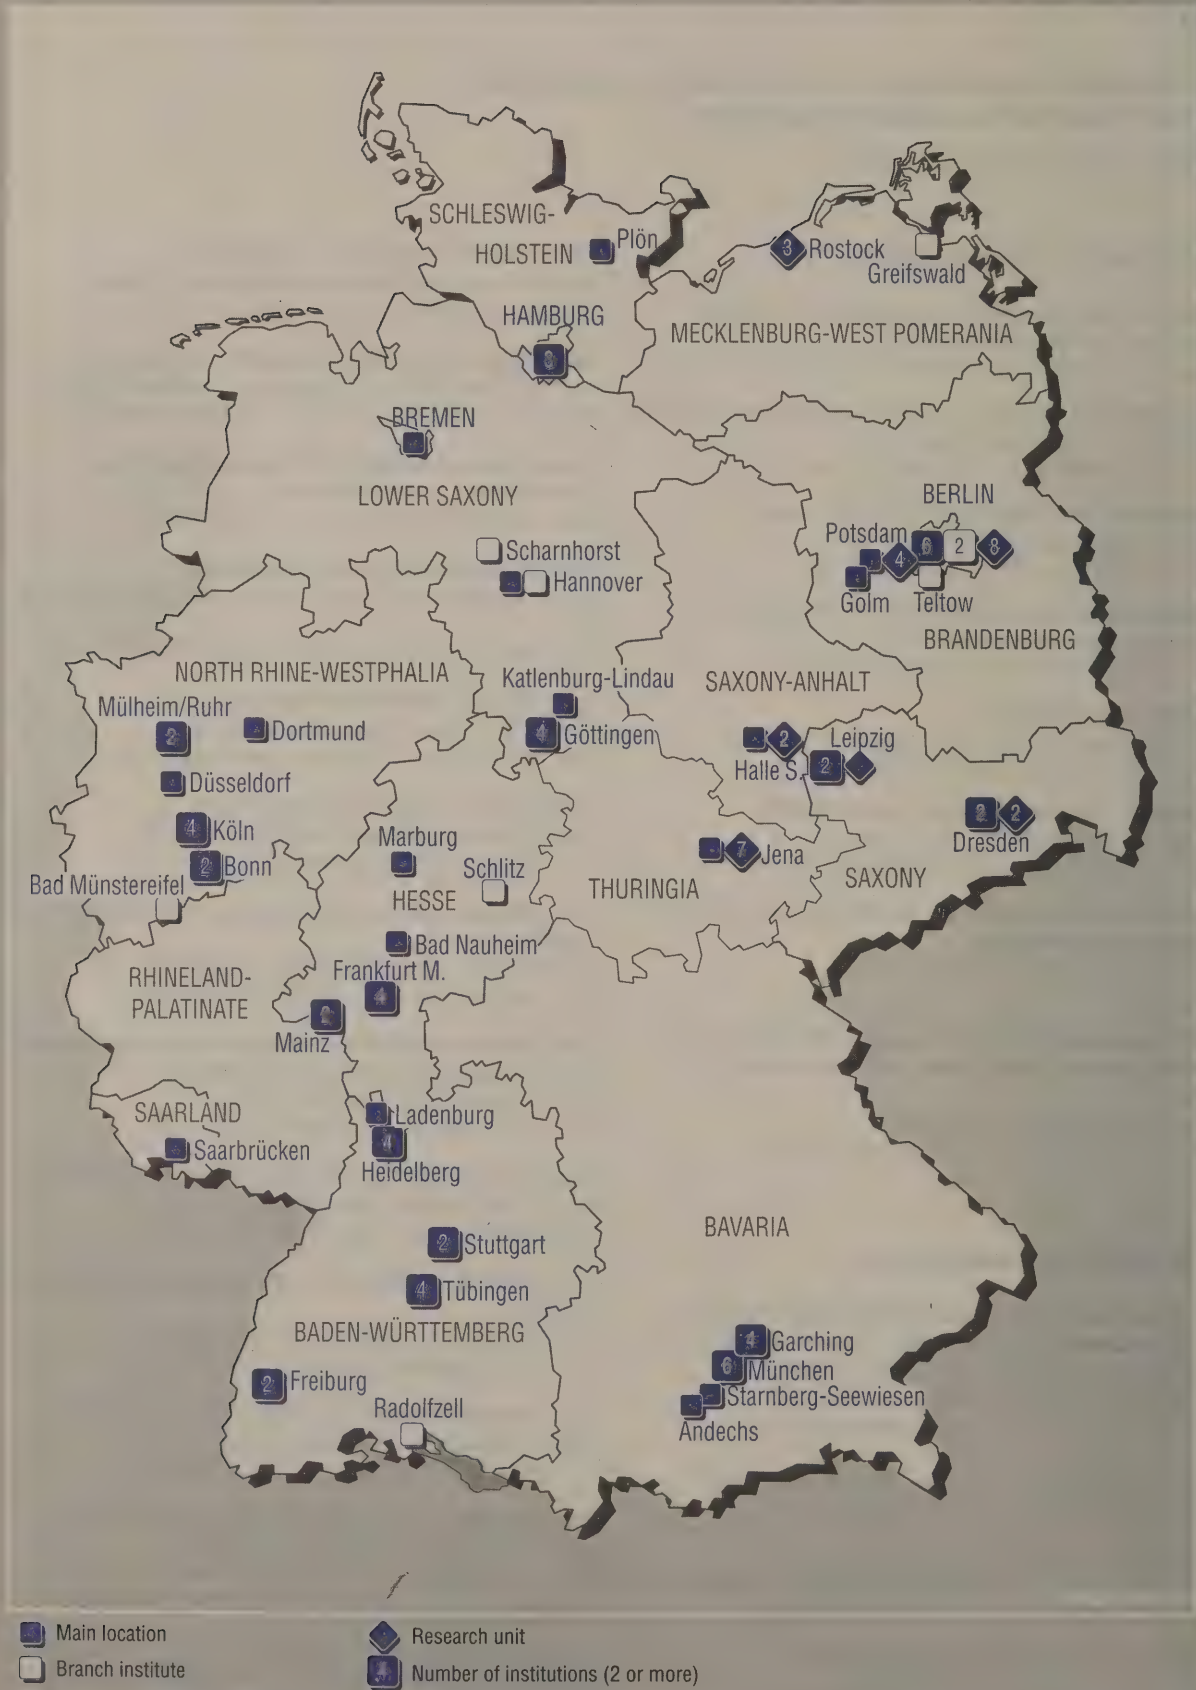 SCHLESWIG-
HOLSTEIN
Plön
3
Rostock
Greifswald
HAMBURG
MECKLENBURG-WEST POMERANIA
BREMEN
LOWER SAXONY
BERLIN
Potsdam
4
6
2
8
Golm
Teltow
BRANDENBURG
Scharnhorst
Hannover
NORTH RHINE-WESTPHALIA
Katlenburg-Lindau
SAXONY-ANHALT
Mülheim/Ruhr
2
Dortmund
4
Göttingen
2
Leipzig
Halle S.
2
Düsseldorf
4
Köln
2
Dresden
Marburg
7
Jena
2
Bonn
Schlitz
Bad Münstereifel
HESSE
THURINGIA
SAXONY
Bad Nauheim
Frankfurt M.
4
RHINELAND-
PALATINATE
Mainz
SAARLAND
Ladenburg
Saarbrücken
4
Heidelberg
BAVARIA
2
Stuttgart
4
Tübingen
BADEN-WÜRTTEMBERG
4
Garching
6
München
2
Freiburg
Starnberg-Seewiesen
Radolfzell
Andechs
Main location
Research unit
Branch institute
Number of institutions (2 or more)